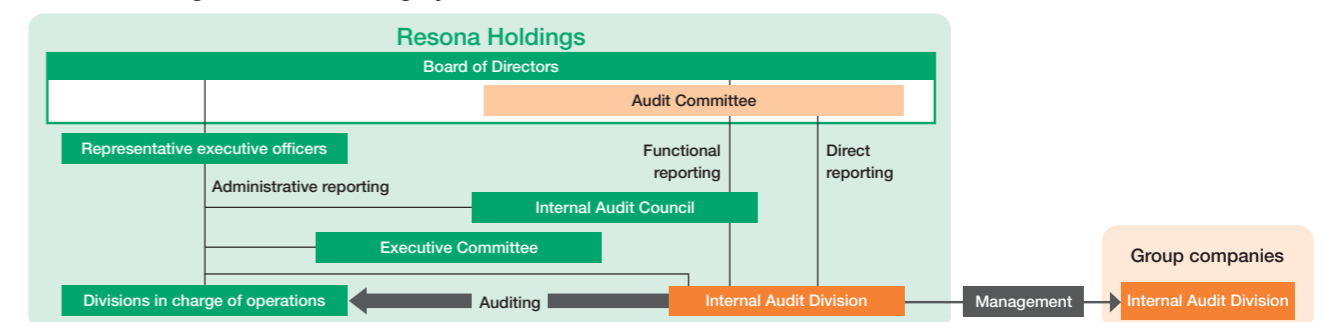 Resona Holdings
Board of Directors
Audit Committee
Representative executive officers
Functional
reporting
Direct
reporting
Administrative reporting
Internal Audit Council
Executive Committee
Group companies
Divisions in charge of operations
Auditing
Internal Audit Division
Management
Internal Audit Division